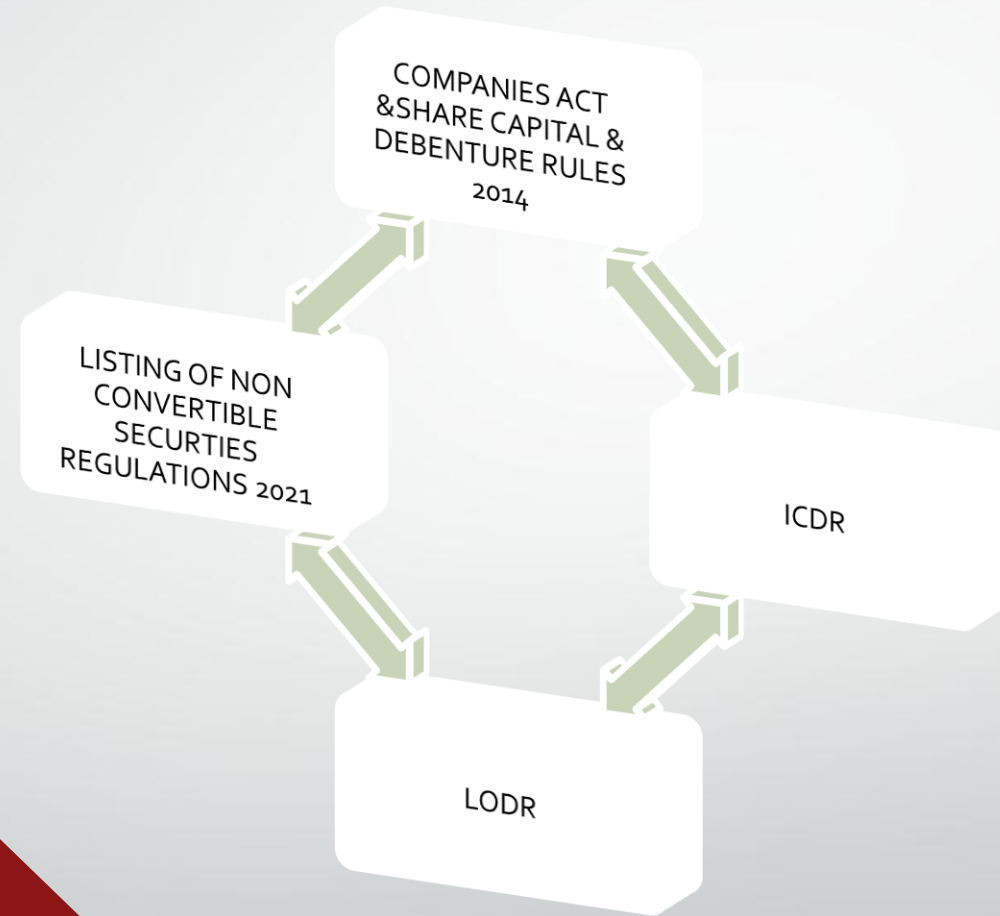 COMPANIES ACT
&SHARE CAPITAL &
DEBENTURE RULES
2014
LISTING OF NON
CONVERTIBLE
SECURTIES
REGULATIONS 2021
ICDR
LODR